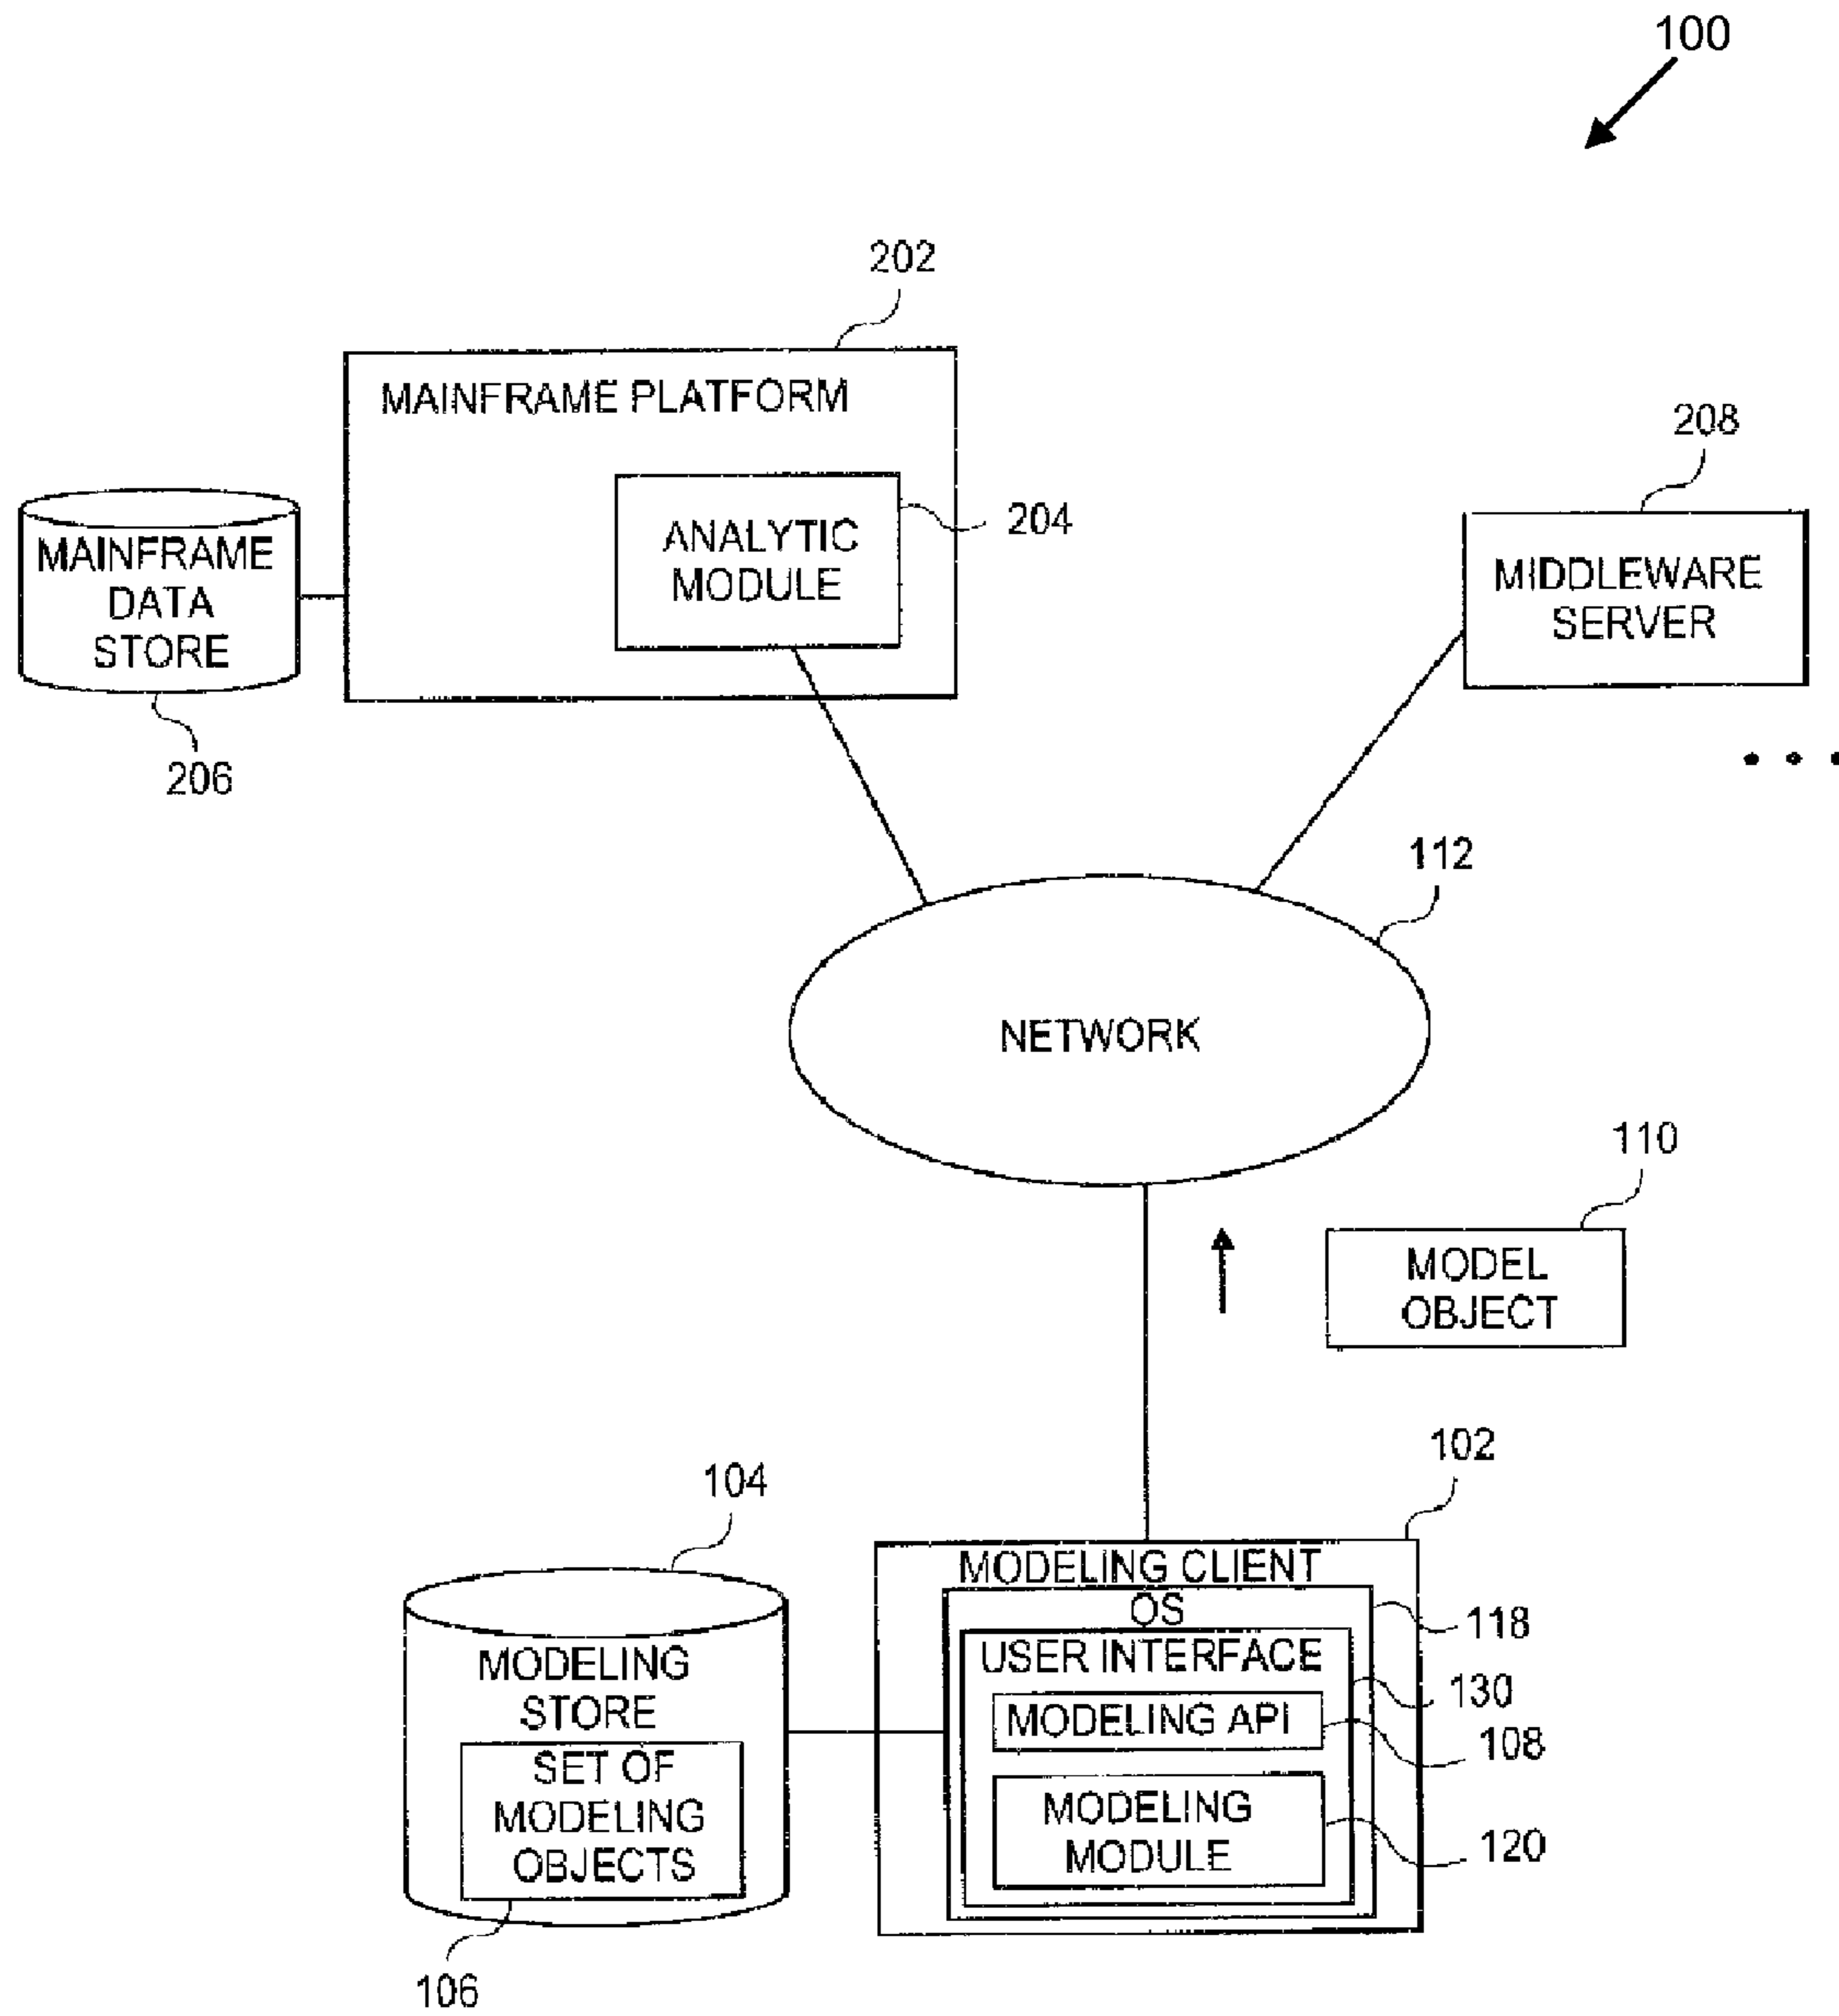 100
202
MAINFRAME PLATFORM
208
204
ANALYTIC
MODULE
MAINFRAME
DATA
STORE
MIDDLEWARE
SERVER
206
• • •
112
NETWORK
110
MODEL
OBJECT
102
104
MODELING CLIENT
OS
118
USER INTERFACE
130
MODELING API
108
MODELING
STORE
SET OF
MODELING
OBJECTS
MODELING
MODULE
120
106